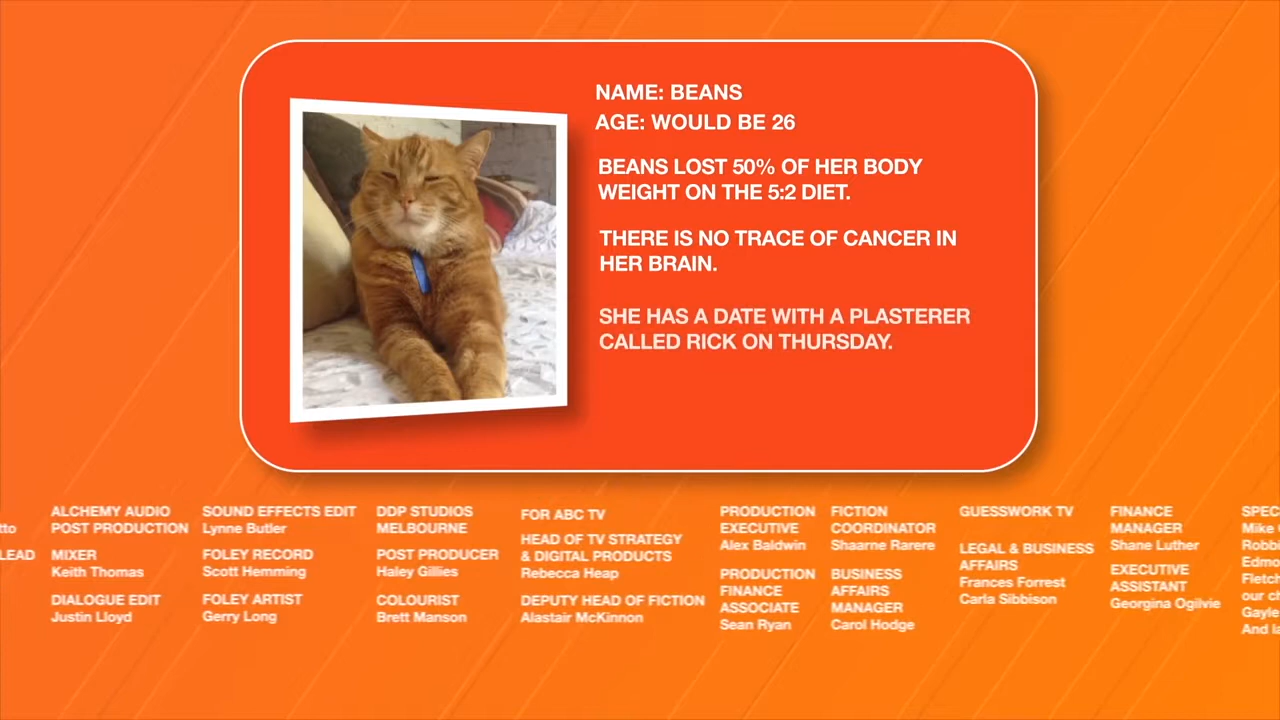 NAME: BEANS
AGE: WOULD BE 26
BEANS LOST 50% OF HER BODY
WEIGHT ON THE 5:2 DIET.
THERE IS NO TRACE OF CANCER IN
HER BRAIN.
SHE HAS A DATE WITH A PLASTERER
CALLED RICK ON THURSDAY.
LEAD
ALCHEMY AUDIO
POST PRODUCTION
MIXER
Keith Thomas
DIALOGUE EDIT
Justin Lloyd
SOUND EFFECTS EDIT
Lynne Butler
FOLEY RECORD
Scott Hemming
FOLEY ARTIST
Gerry Long
DDP STUDIOS
MELBOURNE
POST PRODUCER
Haley Gillies
COLOURIST
Brett Manson
FOR ABC TV
HEAD OF TV STRATEGY
& DIGITAL PRODUCTS
Rebecca Heap
DEPUTY HEAD OF FICTION
Alastair McKinnon
PRODUCTION
EXECUTIVE
Alex Baldwin
PRODUCTION
FINANCE
ASSOCIATE
Sean Ryan
FICTION
COORDINATOR
Shaarne Rarere
BUSINESS
AFFAIRS
MANAGER
Carol Hodge
GUESSWORK TV
LEGAL & BUSINESS
AFFAIRS
Frances Forrest
Carla Sibbison
FINANCE
MANAGER
Shane Luther
EXECUTIVE
ASSISTANT
Georgina Ogilvie
Mike
our
Gayle
And